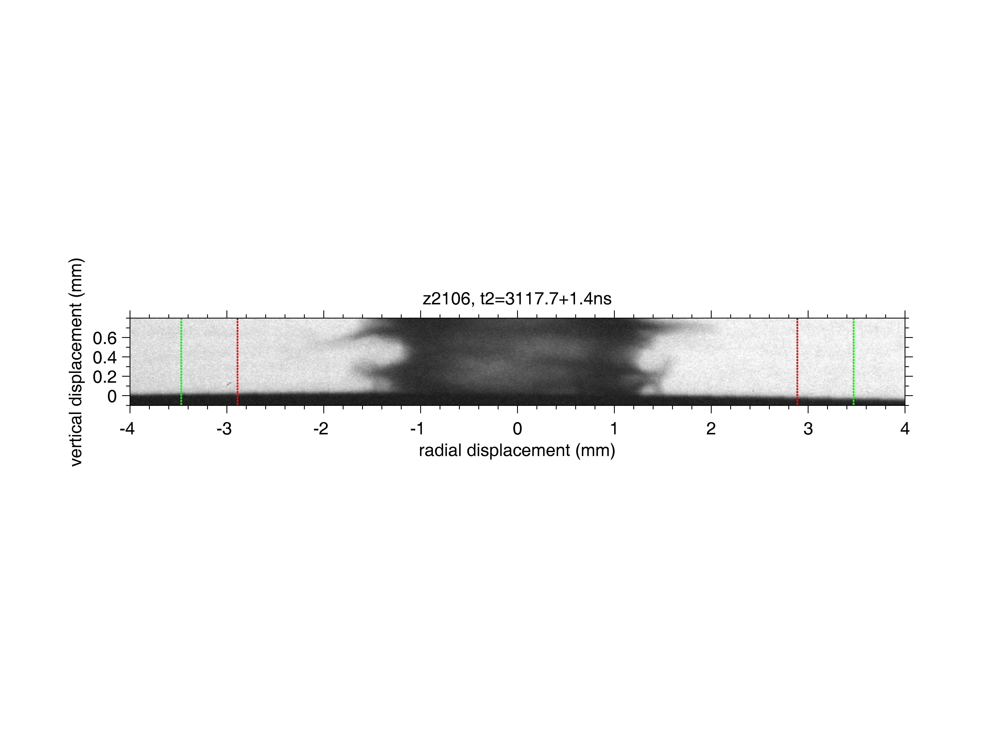 z2106, t2=3117.7+1.4ns
vertical displacement (mm)
0.6
0.4
0.2
0
-4 -3 -2 -1 0 1 2 3 4
radial displacement (mm)